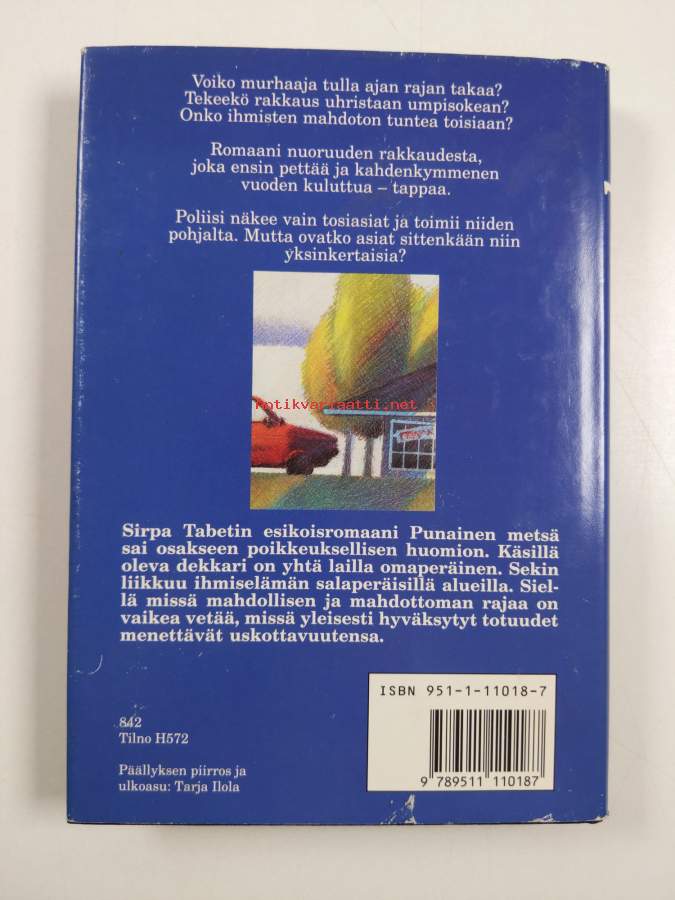 Voiko murhaaja tulla ajan rajan takaa?
Tekeekö rakkaus uhristaan umpisokean?
Onko ihmisten mahdoton tuntea toisiaan?
Romaani nuoruuden rakkaudesta,
joka ensin pettää ja kahdenkymmenen
vuoden kuluttua – tappaa.
Poliisi näkee vain tosiasiat ja toimii niiden
pohjalta. Mutta ovatko asiat sittenkään niin
yksinkertaisia?
antikvariaatti.net
Sirpa Tabetin esikoisromaani Punainen metsä
sai osakseen poikkeuksellisen huomion. Käsillä
oleva dekkari on yhtä lailla omaperäinen. Sekin
liikkuu ihmiselämän salaperäisillä alueilla. Siel-
lä missä mahdollisen ja mahdottoman rajaa on
vaikea vetää, missä yleisesti hyväksytyt totuudet
menettävät uskottavuutensa.
ISBN 951-1-11018-7
842
Tilno H572
Päällyksen piirros ja
ulkoasu: Tarja Ilola
9 789511 110187